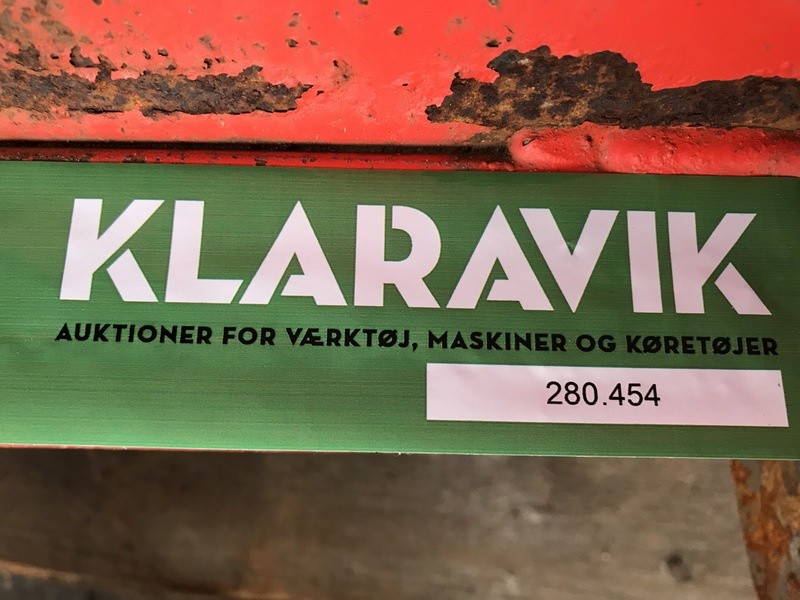 KLARAVIK
AUKTIONER FOR VÆRKTØJ, MASKINER OG KØRETØJER
280.454